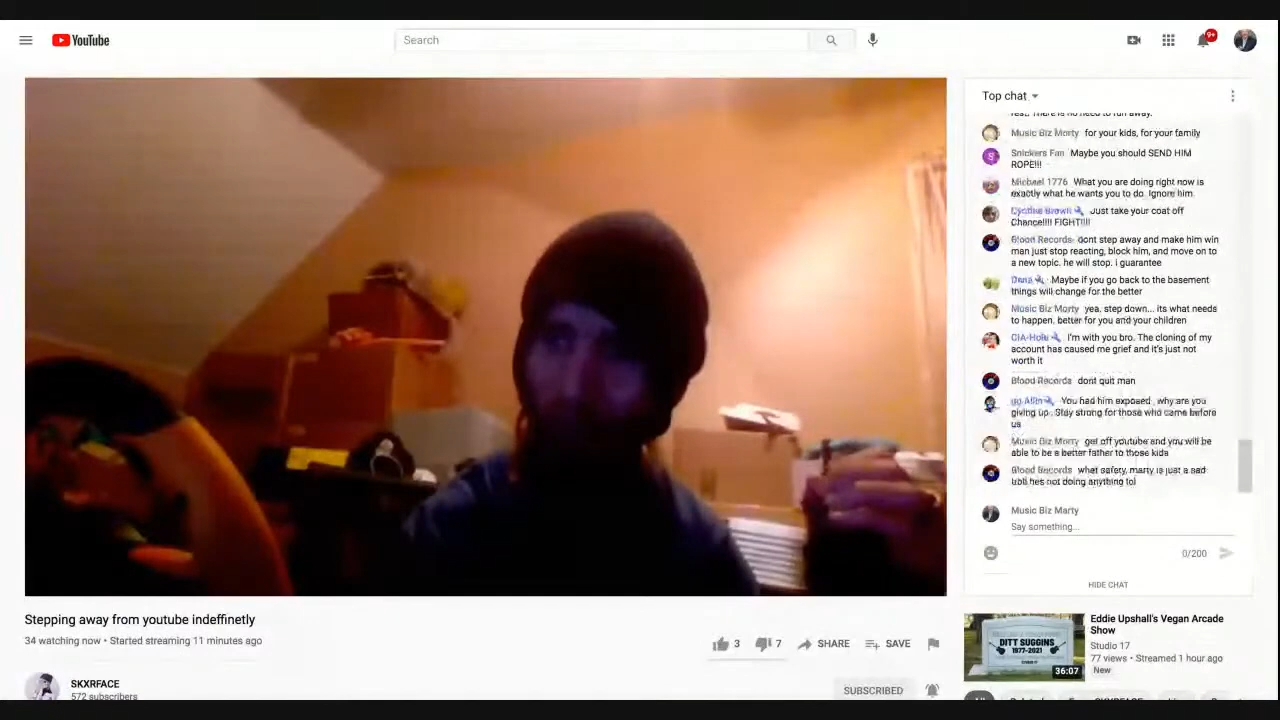 YouTube
Search
9+
Top chat
Music Biz Morty for your kids, for your family
Snickers Fan Maybe you should SEND HIM
ROPE!!!
Michael 1776 What you are doing right now is
exactly what he wants you to do. Ignore him
Just take your coat off
Chance!!!! FIGHT!!!!
Blood Records dont step away and make him win
man just stop reacting, block him, and move on to
a new topic. he will stop. i guarantee
Dana Maybe if you go back to the basement
things will change for the better
Music Biz Morty yea, step down... its what needs
to happen. better for you and your children
CIA-Hole I'm with you bro. The cloning of my
account has caused me grief and it's just not
worth it
Blood Records dont quit man
You had him exposed, why are you
giving up. Stay strong for those who came before
us
Music Biz Morty get off youtube and you will be
able to be a better father to those kids
Blood Records what safety, marty is just a sad
hes not doing anything lol
Music Biz Marty
Say something...
0/200
HIDE CHAT
Stepping away from youtube indeffinetly
34 watching now • Started streaming 11 minutes ago
3
7
SHARE
SAVE
SKXRFACE
572 subscribers
SUBSCRIBED
DITT SUGGINS
1977-2021
36:07
Eddie Upshall's Vegan Arcade
Show
Studio 17
77 views • Streamed 1 hour ago
New